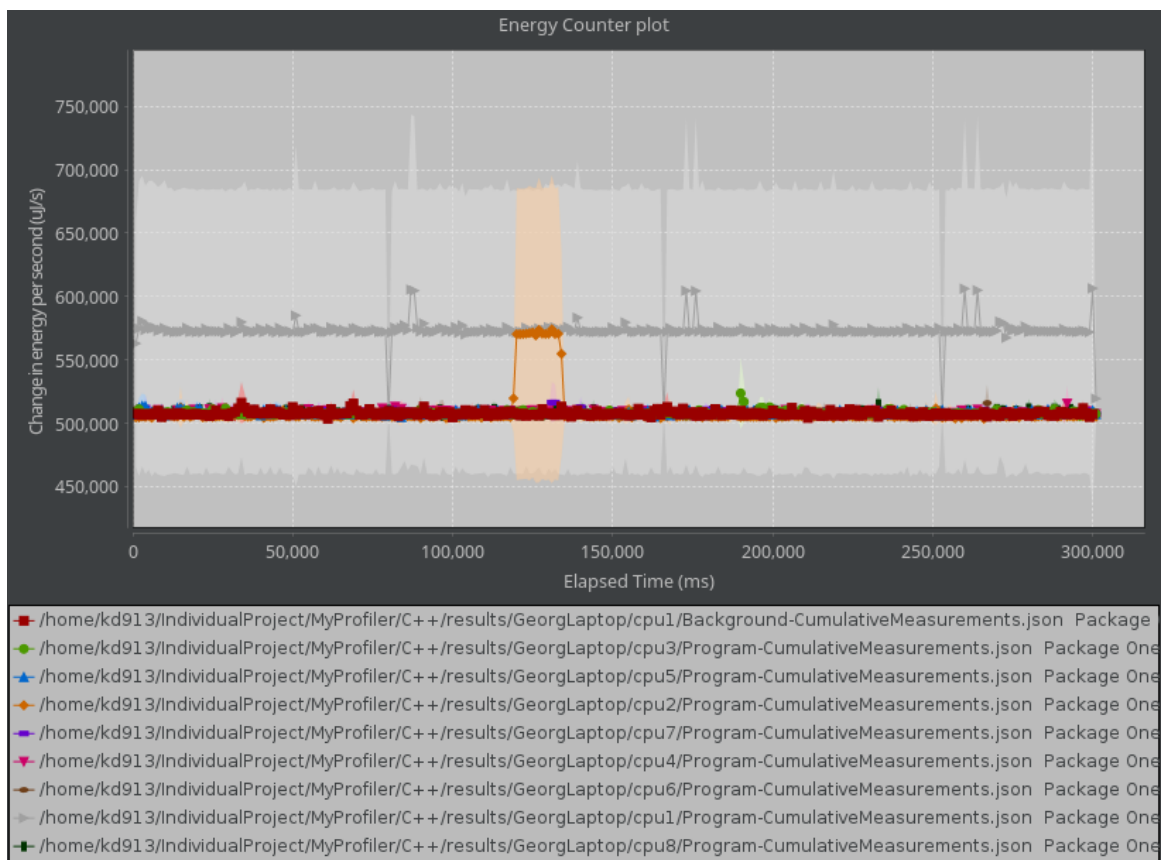 Energy Counter plot
750,000
700,000
650,000
600,000
550,000
500,000
450,000
Change in energy per second (uJ/s)
0 50,000 100,000 150,000 200,000 250,000 300,000
Elapsed Time (ms)
/home/kd913/IndividualProject/MyProfiler/C++/results/GeorgLaptop/cpu1/Background-CumulativeMeasurements.json Package
/home/kd913/IndividualProject/MyProfiler/C++/results/GeorgLaptop/cpu3/Program-CumulativeMeasurements.json Package One
/home/kd913/IndividualProject/MyProfiler/C++/results/GeorgLaptop/cpu5/Program-CumulativeMeasurements.json Package One
/home/kd913/IndividualProject/MyProfiler/C++/results/GeorgLaptop/cpu2/Program-CumulativeMeasurements.json Package One
/home/kd913/IndividualProject/MyProfiler/C++/results/GeorgLaptop/cpu7/Program-CumulativeMeasurements.json Package One
/home/kd913/IndividualProject/MyProfiler/C++/results/GeorgLaptop/cpu4/Program-CumulativeMeasurements.json Package One
/home/kd913/IndividualProject/MyProfiler/C++/results/GeorgLaptop/cpu6/Program-CumulativeMeasurements.json Package One
/home/kd913/IndividualProject/MyProfiler/C++/results/GeorgLaptop/cpu1/Program-CumulativeMeasurements.json Package One
/home/kd913/IndividualProject/MyProfiler/C++/results/GeorgLaptop/cpu8/Program-CumulativeMeasurements.json Package One